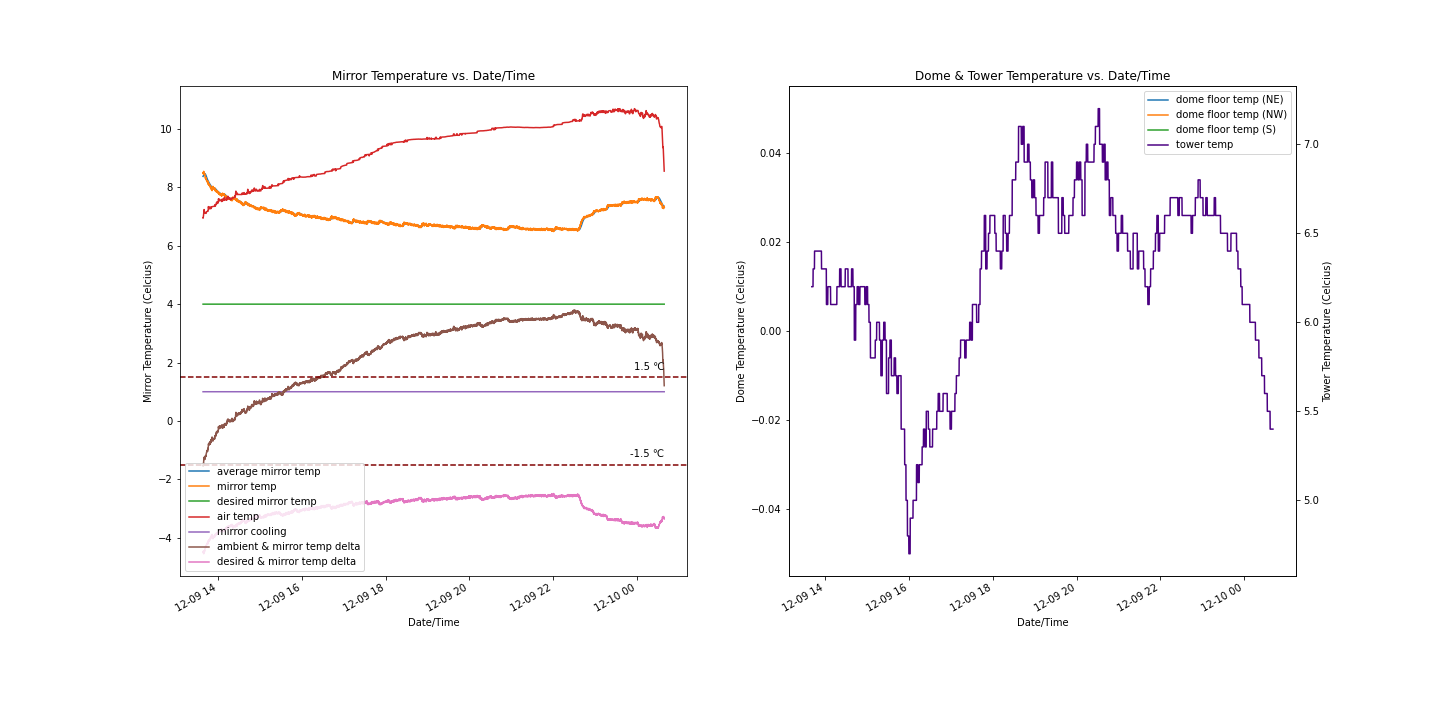 Mirror Temperature vs. Date/Time
Mirror Temperature (Celcius)
10
8
6
4
2
0
−2
−4
1.5 °C
-1.5 °C
average mirror temp
mirror temp
desired mirror temp
air temp
mirror cooling
ambient & mirror temp delta
desired & mirror temp delta
12-09 14
12-09 16
12-09 18
12-09 20
12-09 22
12-10 00
Date/Time
Dome & Tower Temperature vs. Date/Time
Dome Temperature (Celcius)
0.04
0.02
0.00
−0.02
−0.04
dome floor temp (NE)
dome floor temp (NW)
dome floor temp (S)
tower temp
7.0
6.5
6.0
5.5
5.0
Tower Temperature (Celcius)
12-09 14
12-09 16
12-09 18
12-09 20
12-09 22
12-10 00
Date/Time